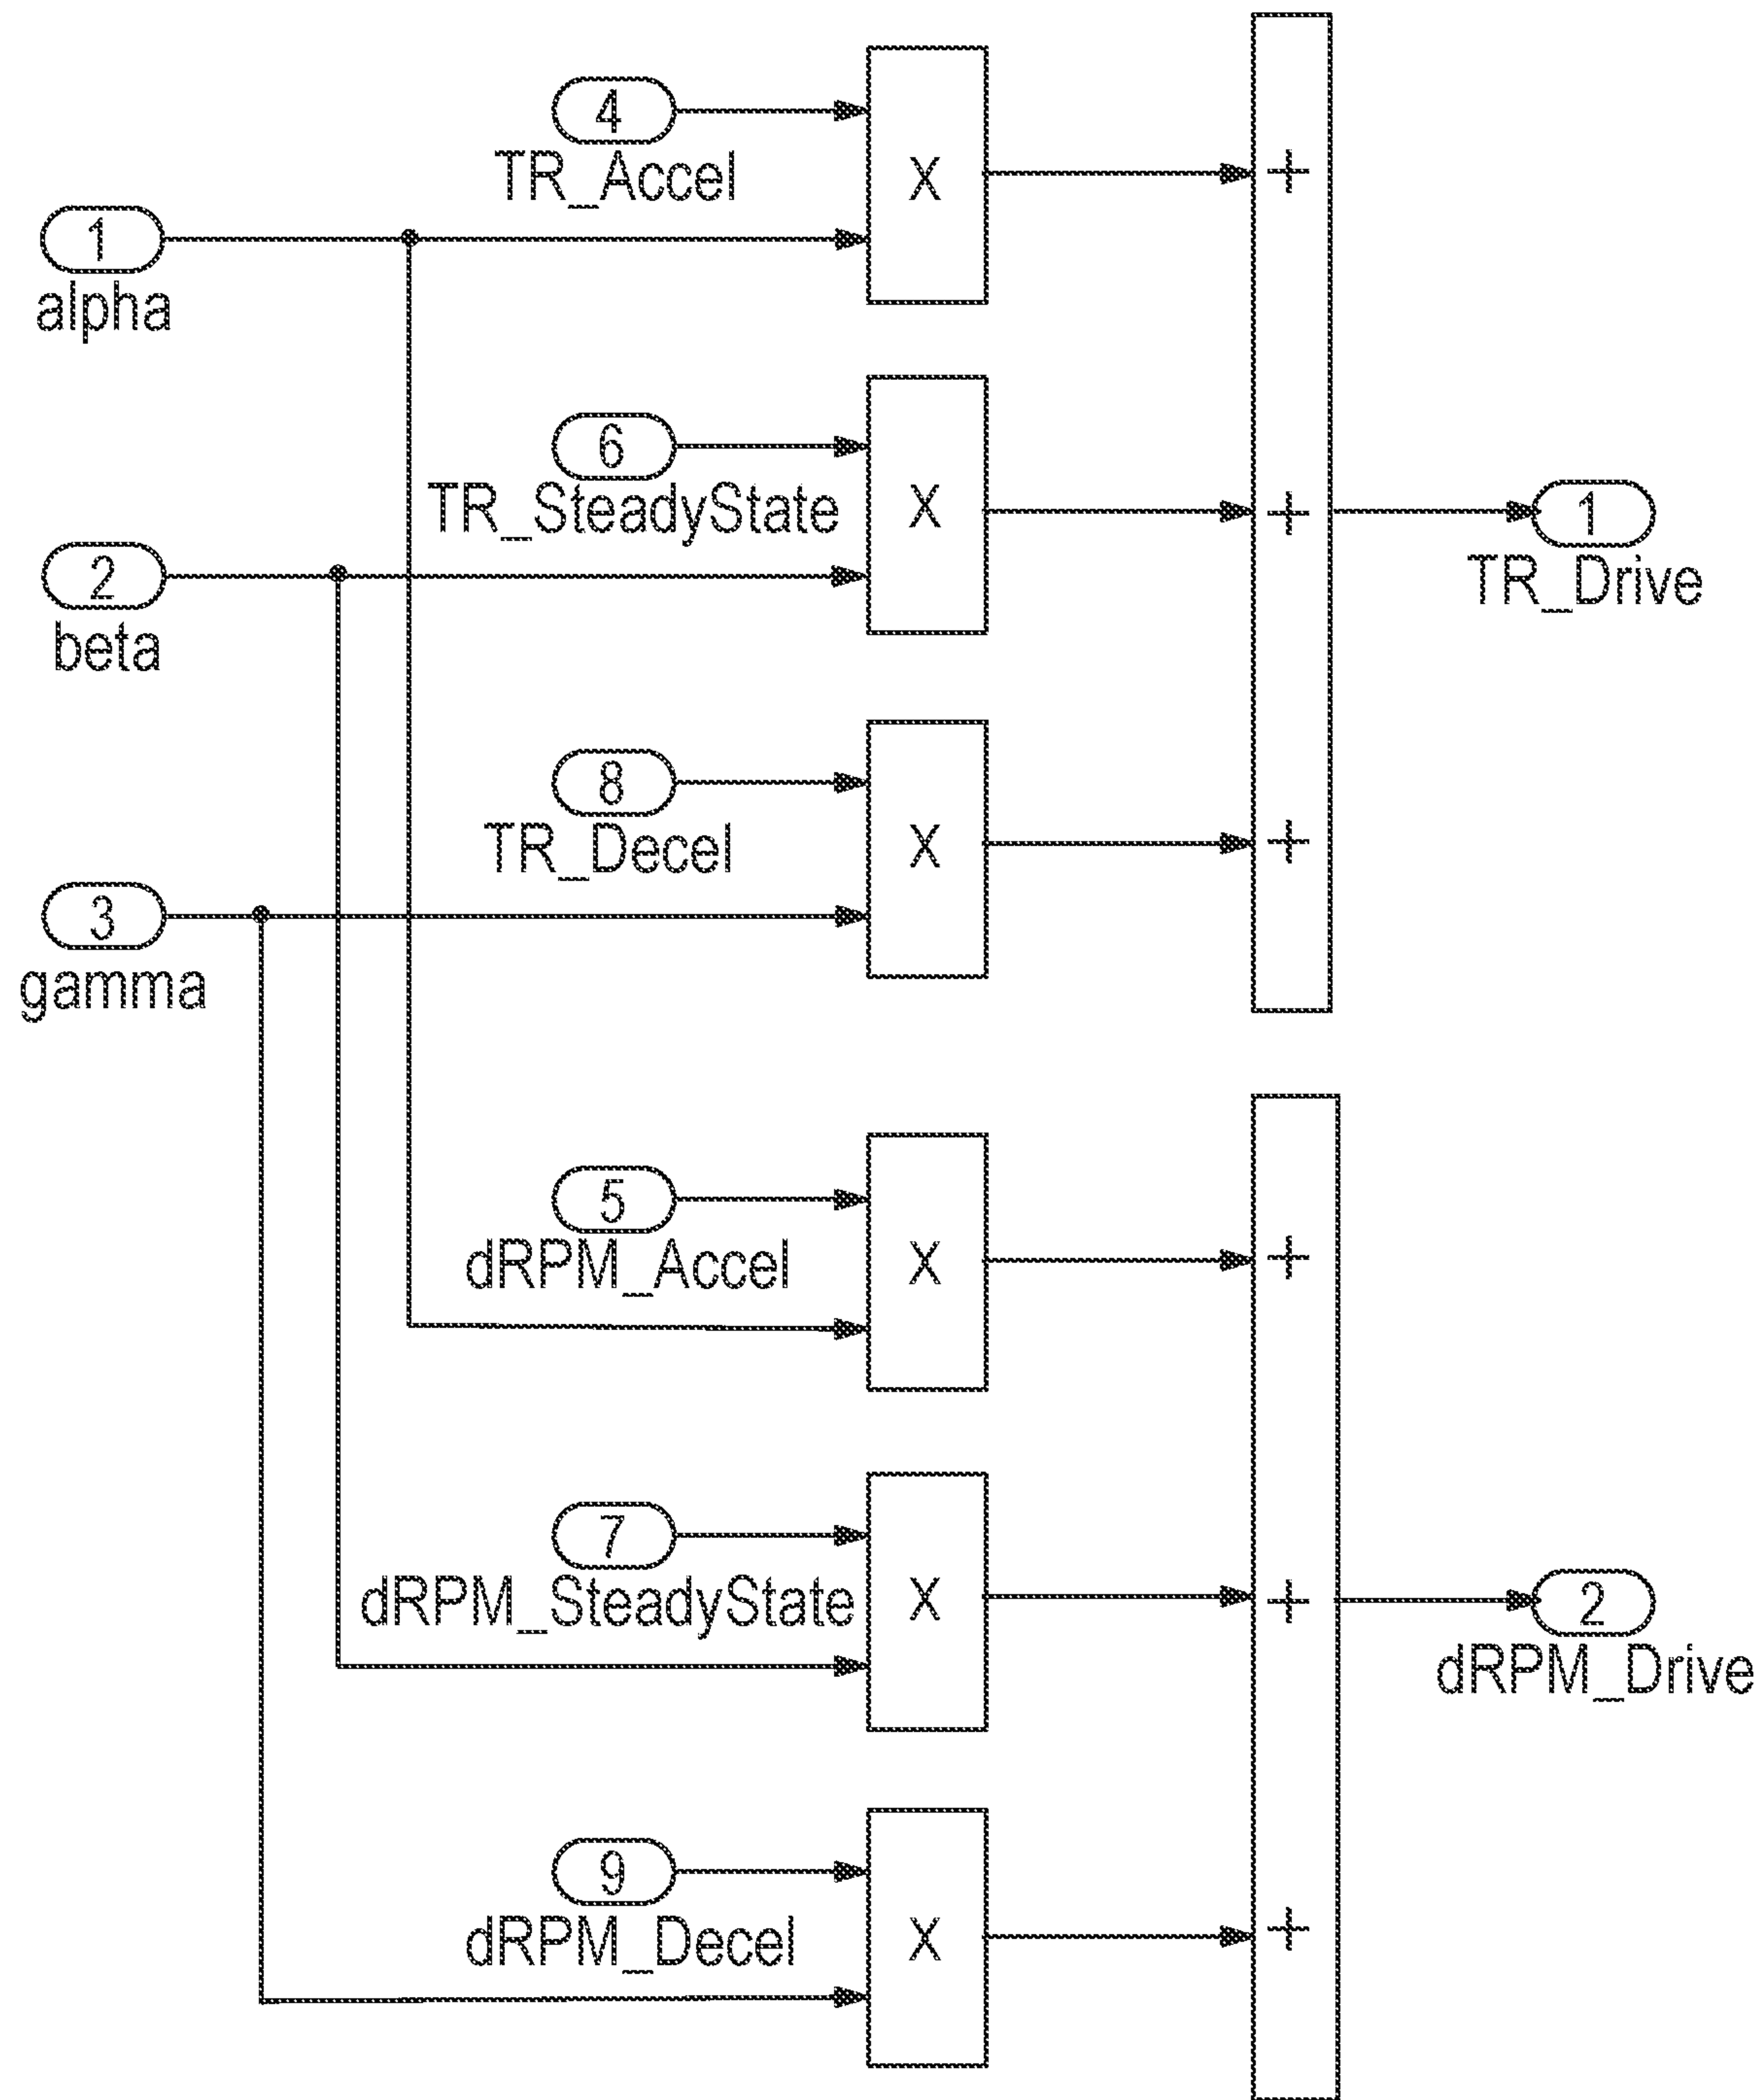 4
TR_Accel
X
+
1
alpha
6
TR_SteadyState
X
+
1
TR_Drive
2
beta
8
TR_Decel
X
+
3
gamma
5
dRPM_Accel
X
+
7
dRPM_SteadyState
X
+
2
dRPM_Drive
9
dRPM_Decel
X
+